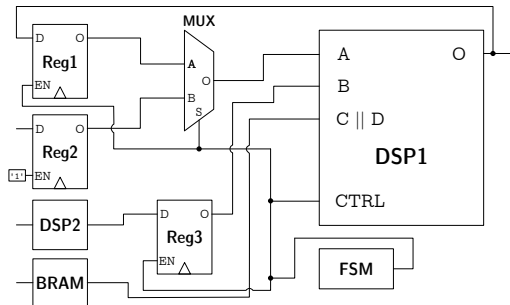 MUX
D O
Reg1
EN
A
O
B
S
D O
Reg2
'1' EN
DSP2
D O
Reg3
EN
BRAM
A O
B
C || D
DSP1
CTRL
FSM